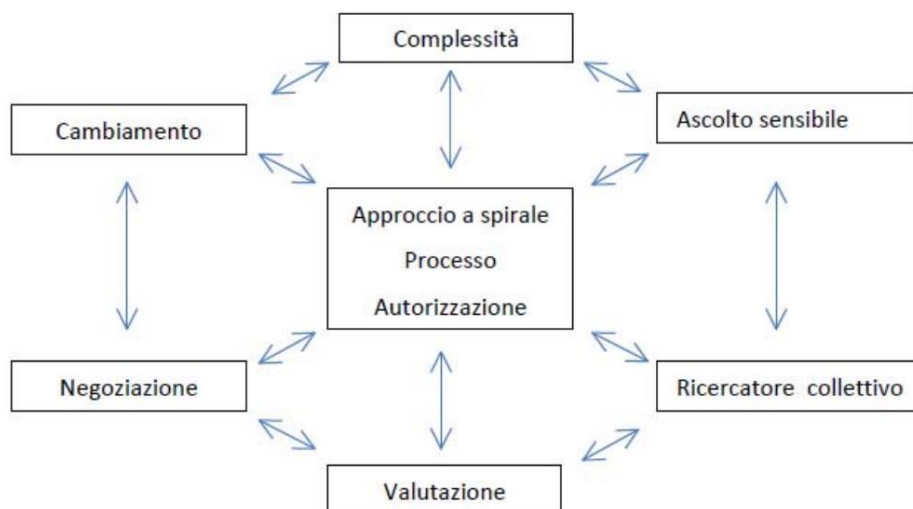 Complessità
Cambiamento
Ascolto sensibile
Approccio a spirale
Processo
Autorizzazione
Negoziazione
Ricercatore collettivo
Valutazione